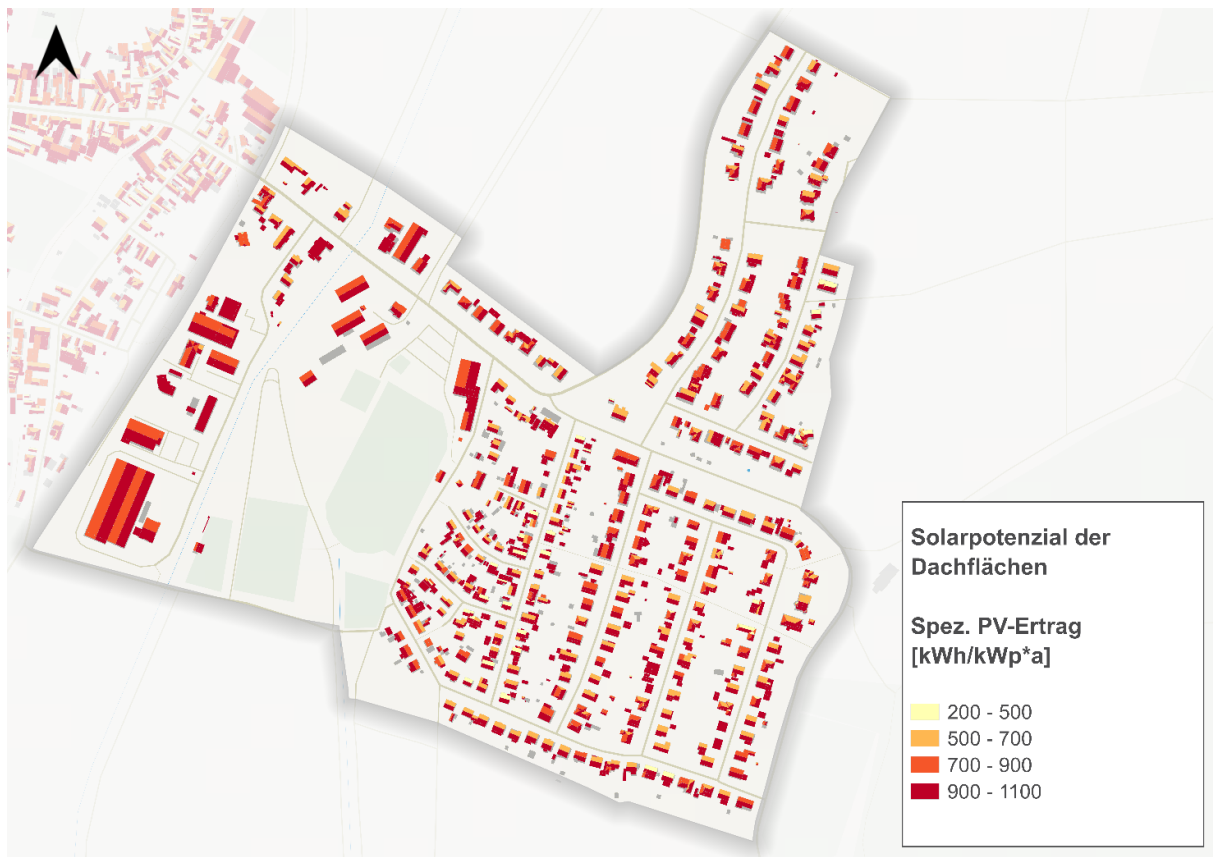 Solarpotenzial der
Dachflächen
Spez. PV-Ertrag
[kWh/kWp*a]
200 - 500
500 - 700
700 - 900
900 - 1100